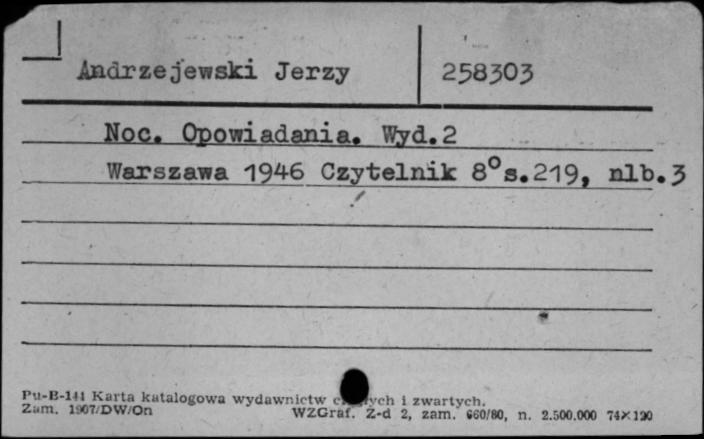 Andrzejewski Jerzy 258303
Noc. Opowiadania. Wyd.2
Warszawa 1946 Czytelnik 8° s.219, nlb.3
Pu-B-141 Karta katalogowa wydawnictw i zwartych.
Zam. 1907/DW/On WZGraf. Z-d 2, zam. 660/80, n. 2.500.000 74×120